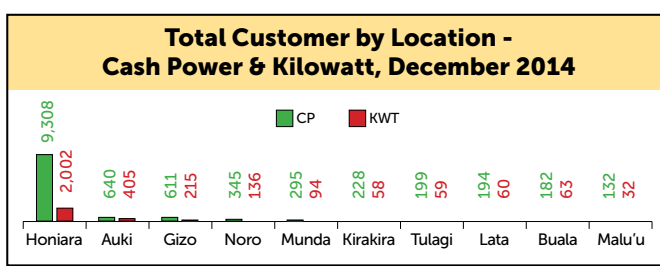 Total Customer by Location -
Cash Power & Kilowatt, December 2014
CP KWT
9,308 2,002 640 405 611 215 345 136 295 94 228 58 199 59 194 60 182 63 132 32
Honiara Auki Gizo Noro Munda Kirakira Tulagi Lata Buala Malu'u